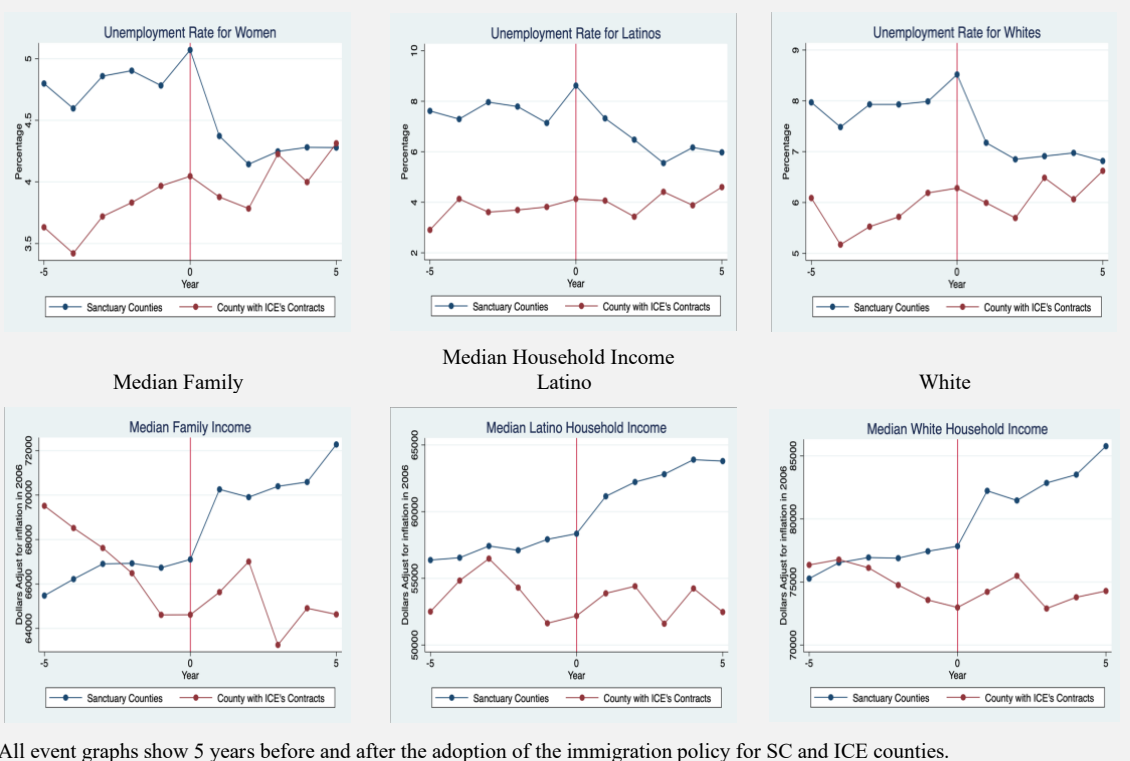 Unemployment Rate for Women
Percentage
5
4.5
4
3.5
-5
0
5
Year
Sanctuary Counties
County with ICE's Contracts
Unemployment Rate for Latinos
Percentage
10
8
6
4
2
-5
0
5
Year
Sanctuary Counties
County with ICE's Contracts
Unemployment Rate for Whites
Percentage
9
8
7
6
5
-5
0
5
Year
Sanctuary Counties
County with ICE's Contracts
Median Household Income
Median Family
Latino
White
Median Family Income
Dollars Adjust for inflation in 2006
72000
70000
68000
66000
64000
-5
0
5
Year
Sanctuary Counties
County with ICE's Contracts
Median Latino Household Income
Dollars Adjust for inflation in 2006
65000
60000
55000
50000
-5
0
5
Year
Sanctuary Counties
County with ICE's Contracts
Median White Household Income
Dollars Adjust for inflation in 2006
85000
80000
75000
70000
-5
0
5
Year
Sanctuary Counties
County with ICE's Contracts
All event graphs show 5 years before and after the adoption of the immigration policy for SC and ICE counties.